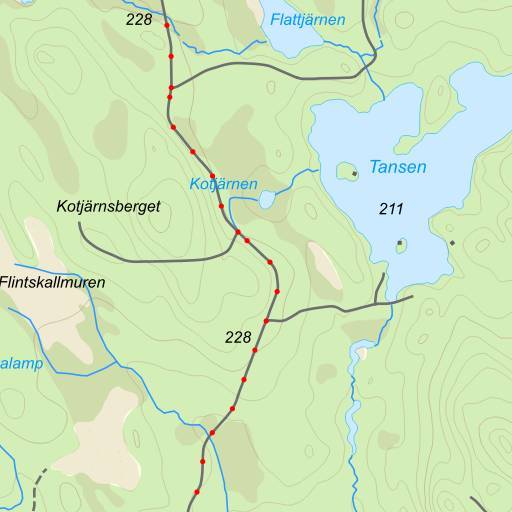 228
Flattjärnen
Tansen
Kotjärnen
Kotjärnsberget
211
Flintskallmuren
228
alamp